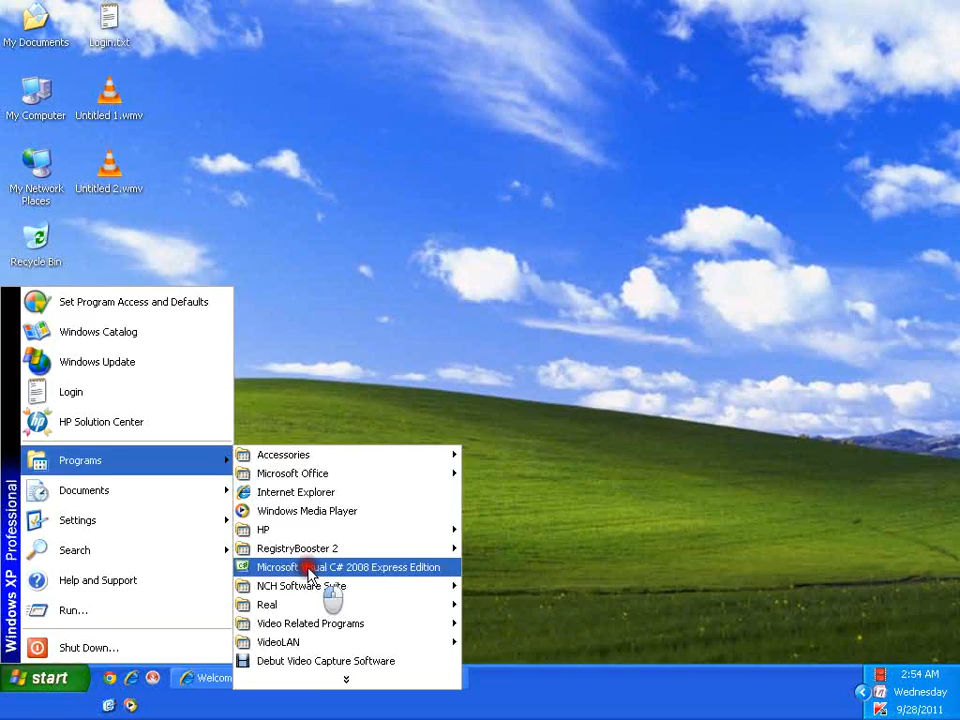 My Documents
Login.txt
My Computer
Untitled 1.wmv
My Network
Places
Untitled 2.wmv
Recycle Bin
Set Program Access and Defaults
Windows Catalog
Windows Update
Login
HP Solution Center
Programs
Documents
Settings
Search
Help and Support
Run...
Shut Down...
Windows XP Professional
Accessories
Microsoft Office
Internet Explorer
Windows Media Player
HP
RegistryBooster 2
Microsoft ual C# 2008 Express Edition
NCH Software Suite
Real
Video Related Programs
VideoLAN
Debut Video Capture Software
start
Welcom
2:54 AM
Wednesday
9/28/2011